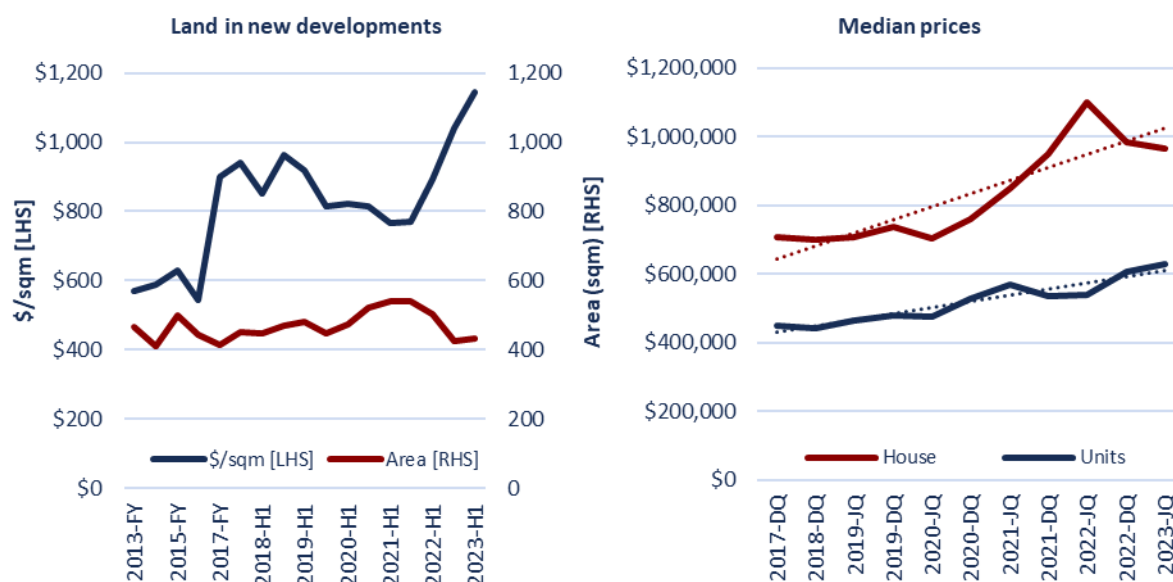 Land in new developments
$/sqm [LHS]
$1,200
$1,000
$800
$600
$400
$200
$0
1,200
1,000
800
600
400
200
0
Area (sqm) [RHS]
$/sqm [LHS]
Area [RHS]
2013-FY
2015-FY
2017-FY
2018-H1
2019-H1
2020-H1
2021-H1
2022-H1
2023-H1
Median prices
$1,200,000
$1,000,000
$800,000
$600,000
$400,000
$200,000
$0
House
Units
2017-DQ
2018-DQ
2019-JQ
2019-DQ
2020-JQ
2020-DQ
2021-JQ
2021-DQ
2022-JQ
2022-DQ
2023-JQ